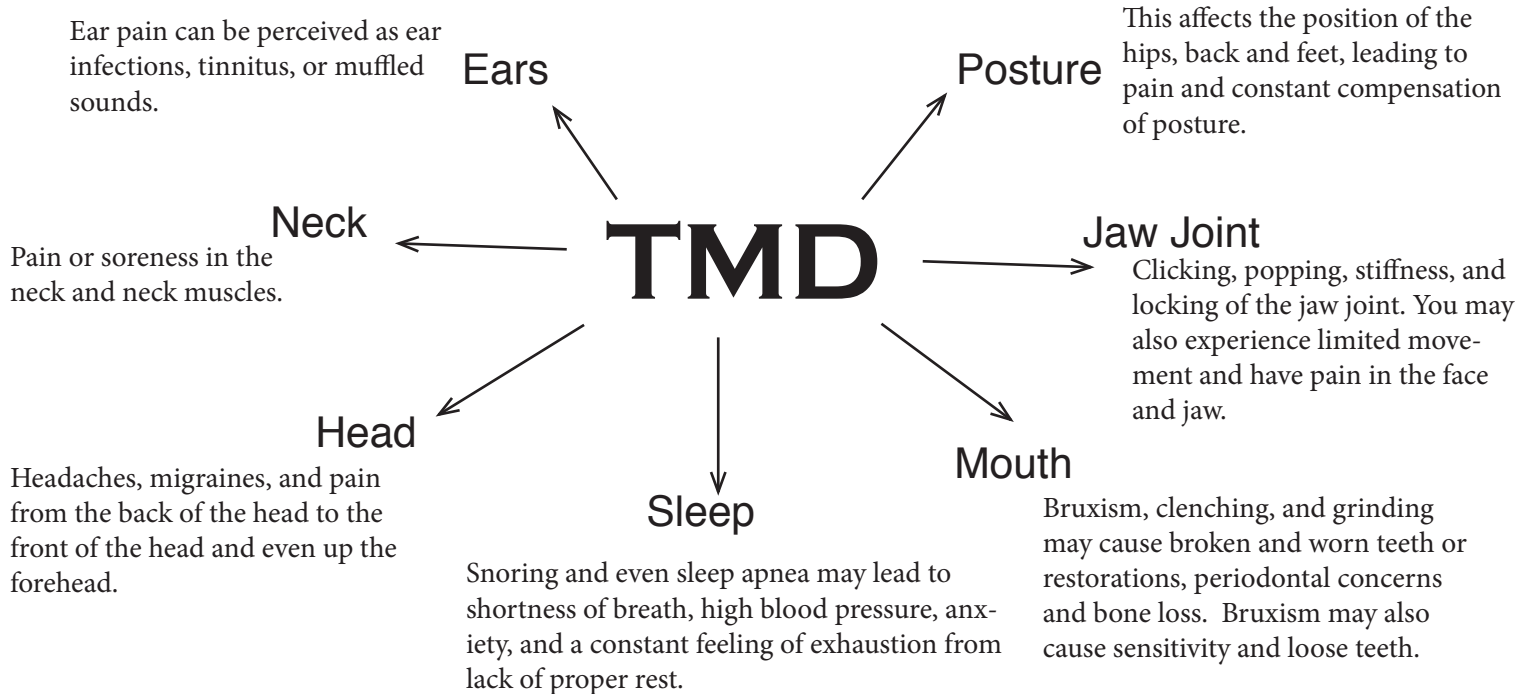 Ears
Ear pain can be perceived as ear
infections, tinnitus, or muffled
sounds.
Posture
This affects the position of the
hips, back and feet, leading to
pain and constant compensation
of posture.
Neck
Pain or soreness in the
neck and neck muscles.
TMD
Jaw Joint
Clicking, popping, stiffness, and
locking of the jaw joint. You may
also experience limited move-
ment and have pain in the face
and jaw.
Head
Headaches, migraines, and pain
from the back of the head to the
front of the head and even up the
forehead.
Sleep
Snoring and even sleep apnea may lead to
shortness of breath, high blood pressure, anx-
iety, and a constant feeling of exhaustion from
lack of proper rest.
Mouth
Bruxism, clenching, and grinding
may cause broken and worn teeth or
restorations, periodontal concerns
and bone loss.  Bruxism may also
cause sensitivity and loose teeth.